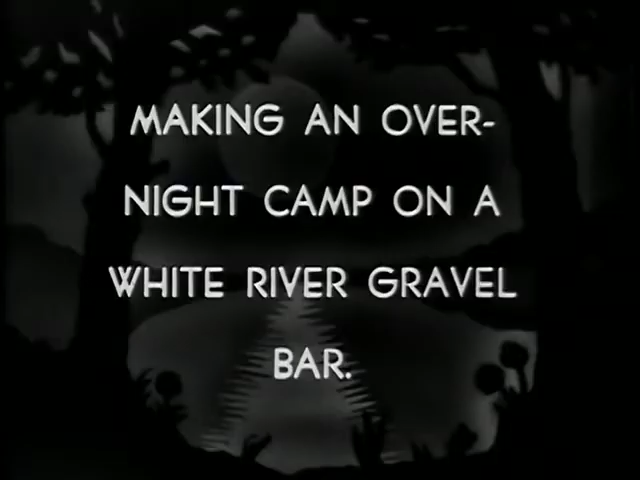 MAKING AN OVER-
NIGHT CAMP ON A
WHITE RIVER GRAVEL
BAR.